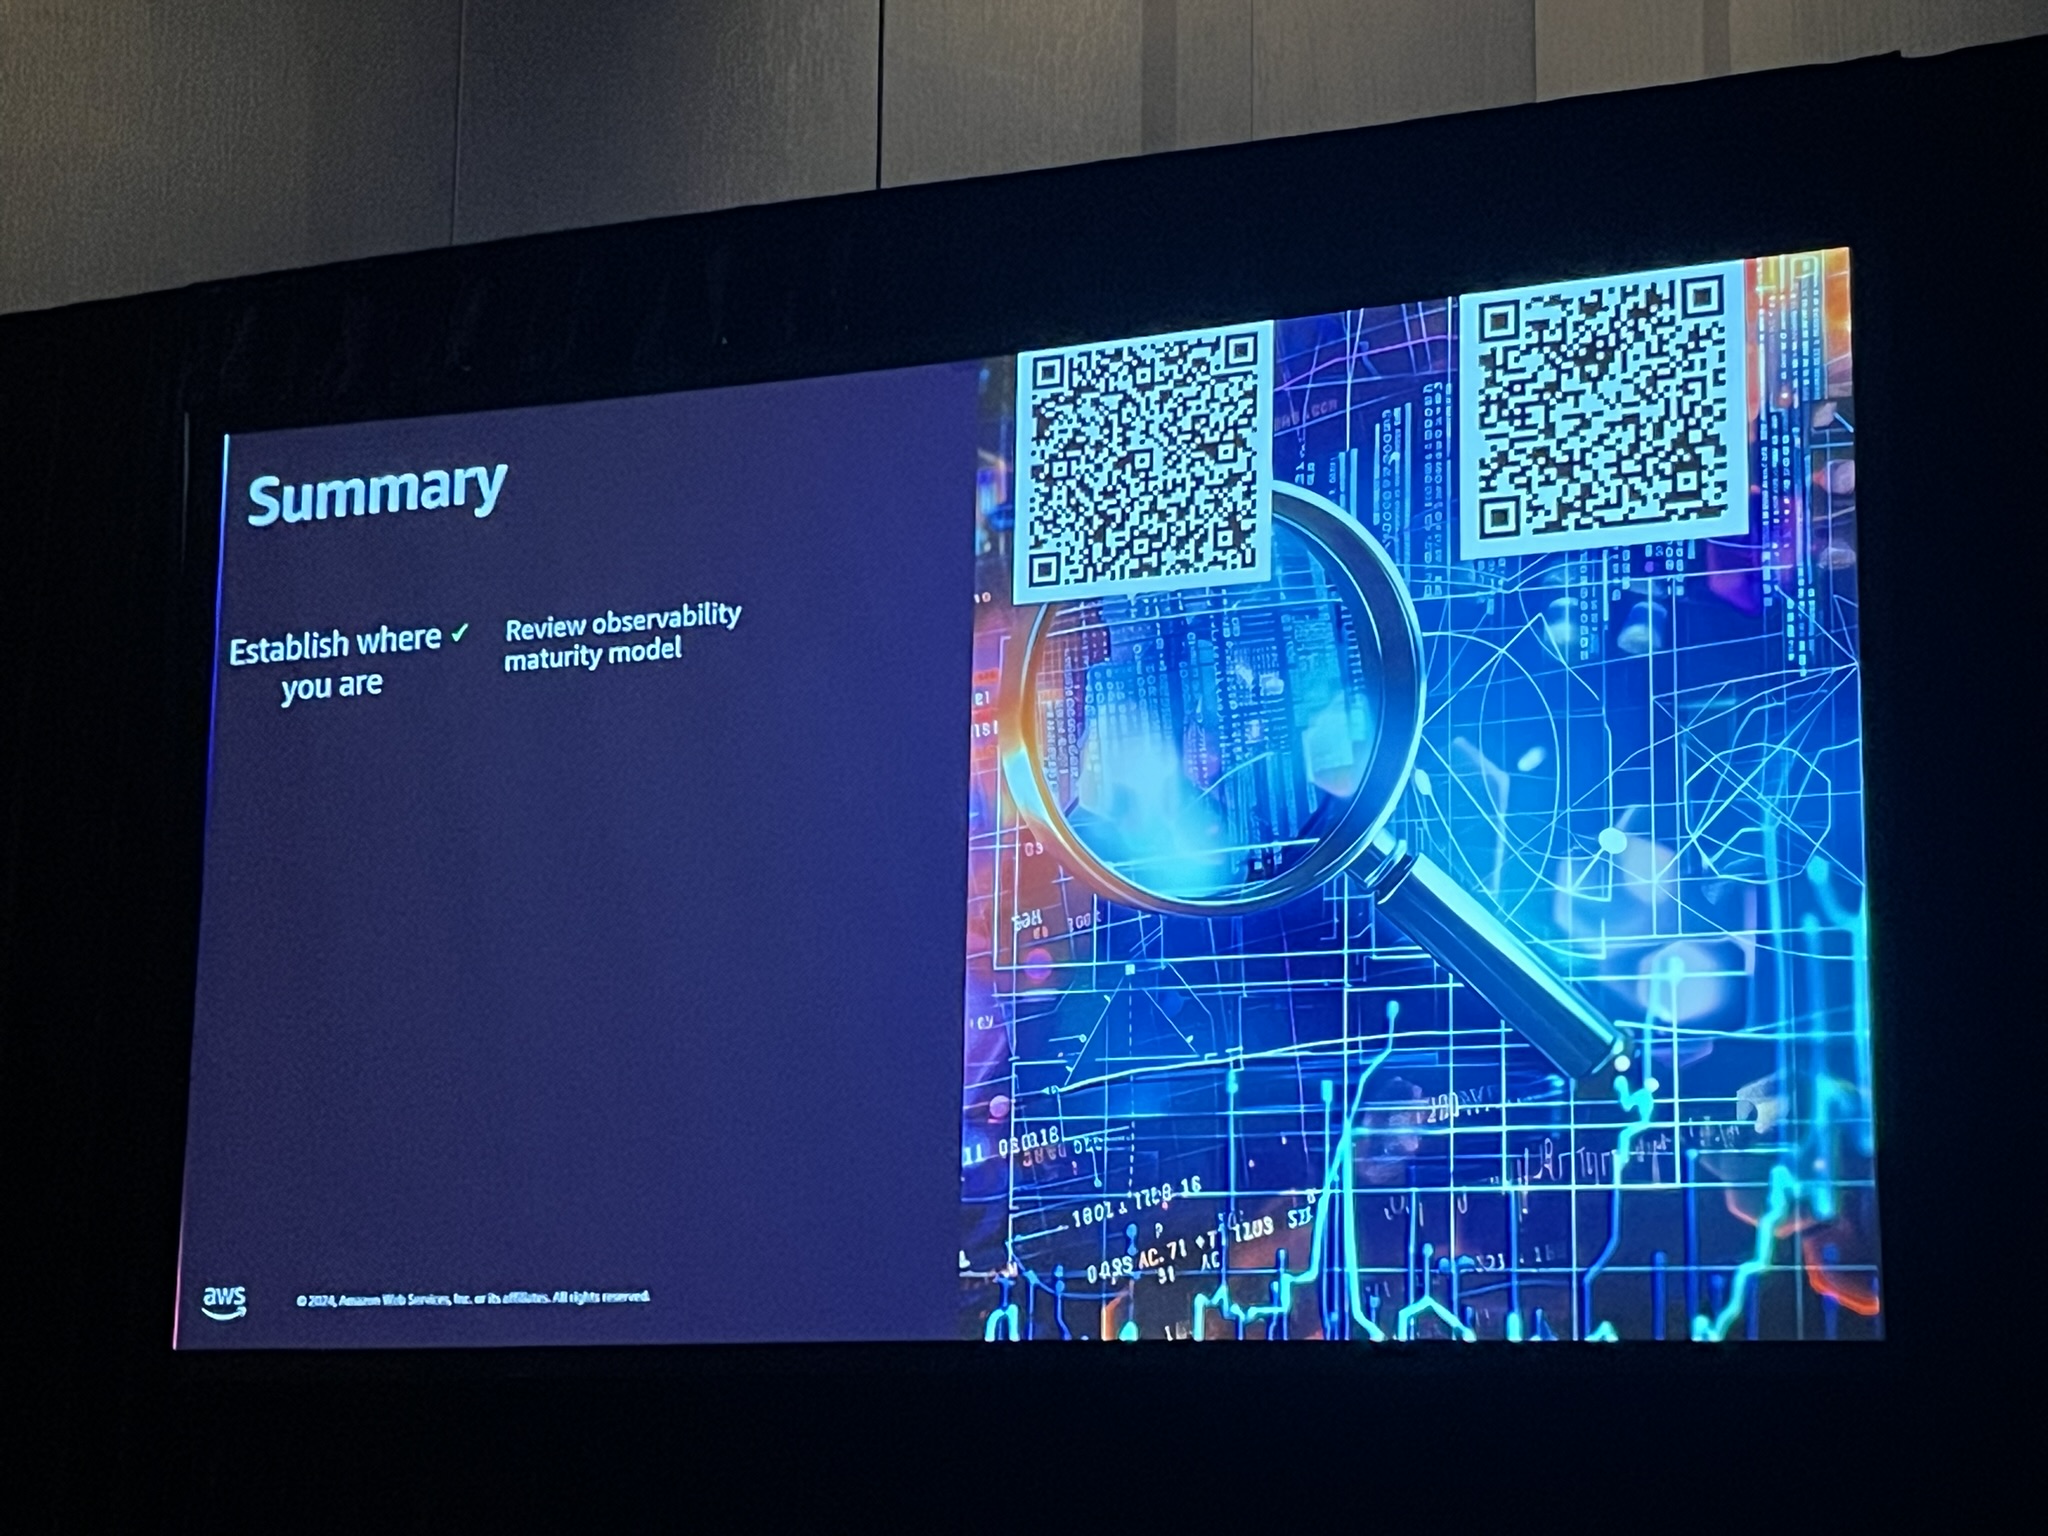 Summary
Establish where ✓
you are
Review observability
maturity model
aws
© 2024, Amazon Web Services, Inc. or its affiliates. All rights reserved.